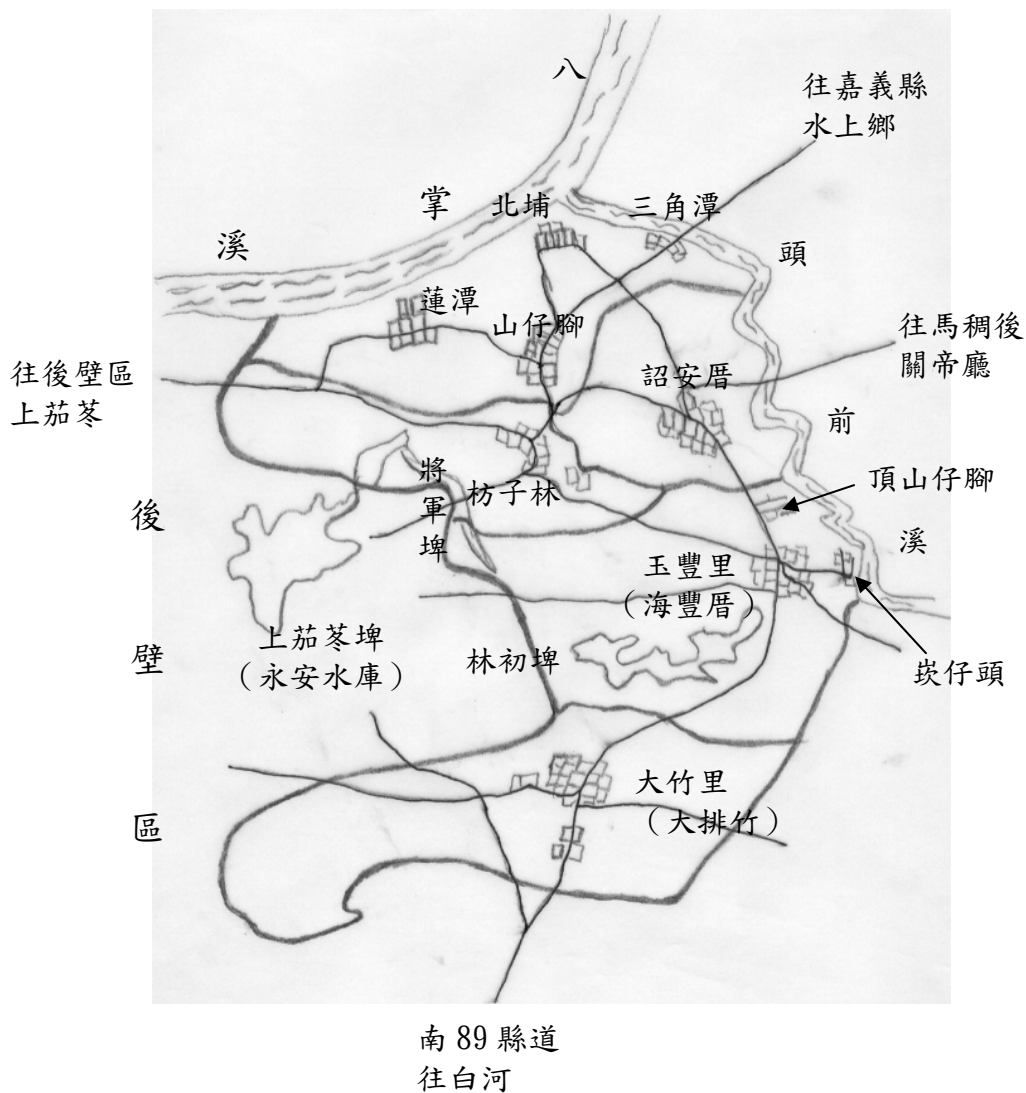 八
往嘉義縣
水上鄉
掌
北埔
三角潭
溪
頭
蓮潭
山仔腳
往馬稠後
關帝廳
往後壁區
上茄苳
詔安厝
前
將軍埤
枋子林
頂山仔腳
後
溪
玉豐里
（海豐厝）
上茄苳埤
（永安水庫）
壁
林初埤
崁仔頭
大竹里
（大排竹）
區
南 89 縣道
往白河